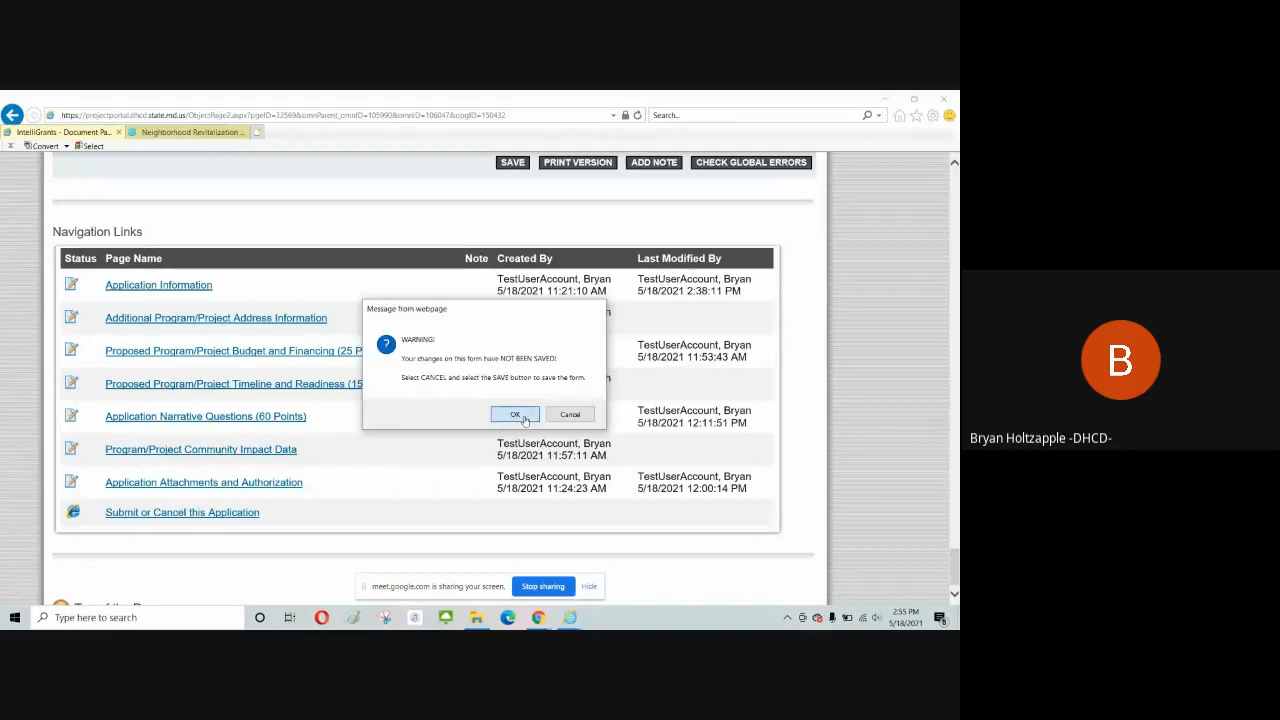 https://projectportal.dhcd.state.md.us/ObjectPage2.aspx?pgeID=32569&omnParent_omnID=105990&omnID=106047&opgID=150432
Search...
IntelliGrants - Document Pa...
Neighborhood Revitalization ...
Convert
Select
SAVE
PRINT VERSION
ADD NOTE
CHECK GLOBAL ERRORS
Navigation Links
Status Page Name Note Created By Last Modified By
Application Information
TestUserAccount, Bryan
5/18/2021 11:21:10 AM
TestUserAccount, Bryan
5/18/2021 2:38:11 PM
Additional Program/Project Address Information
Proposed Program/Project Budget and Financing (25 P
TestUserAccount, Bryan
5/18/2021 11:53:43 AM
Proposed Program/Project Timeline and Readiness (15
Application Narrative Questions (60 Points)
TestUserAccount, Bryan
5/18/2021 12:11:51 PM
Program/Project Community Impact Data
TestUserAccount, Bryan
5/18/2021 11:57:11 AM
Application Attachments and Authorization
TestUserAccount, Bryan
5/18/2021 11:24:23 AM
TestUserAccount, Bryan
5/18/2021 12:00:14 PM
Submit or Cancel this Application
Message from webpage
WARNING!
Your changes on this form have NOT BEEN SAVED!
Select CANCEL and select the SAVE button to save the form.
OK
Cancel
meet.google.com is sharing your screen.
Stop sharing
Hide
Type here to search
2:55 PM
5/18/2021
B
Bryan Holtzapple -DHCD-